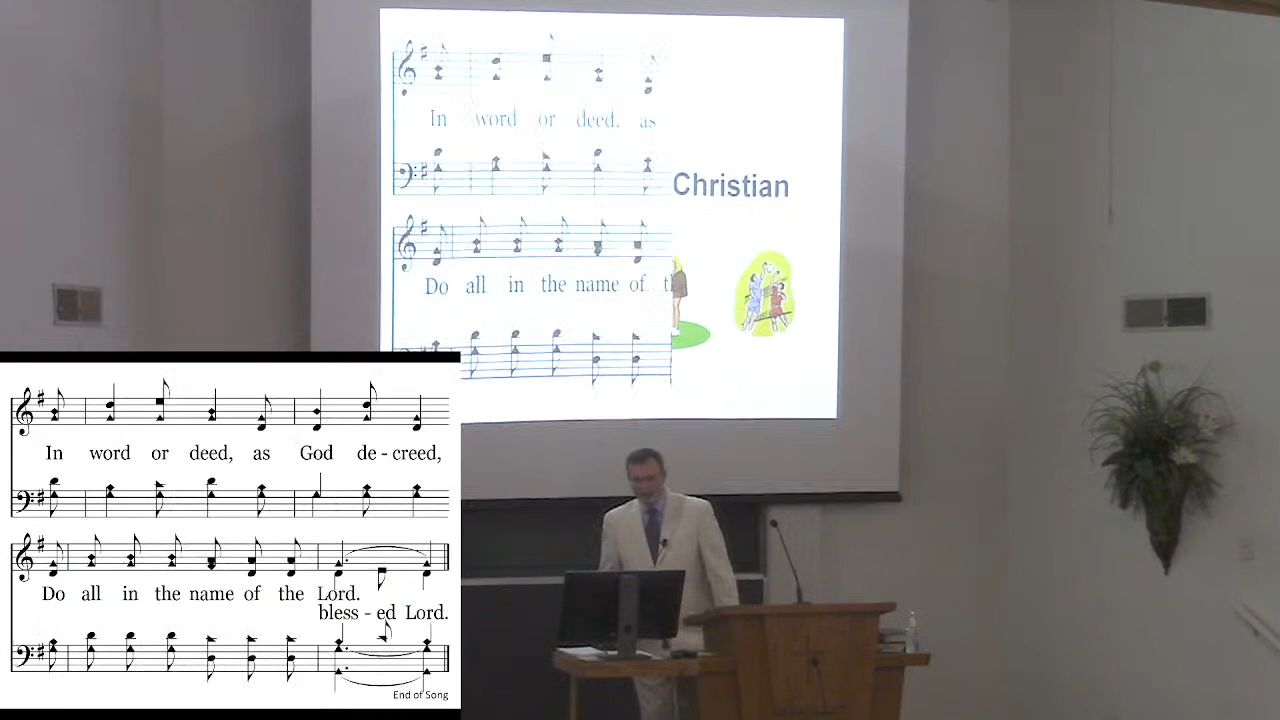 In word or deed, as
Christian
Do all in the name of t
In word or deed, as God de - creed,
Do all in the name of the Lord.
bless - ed Lord.
End of Song